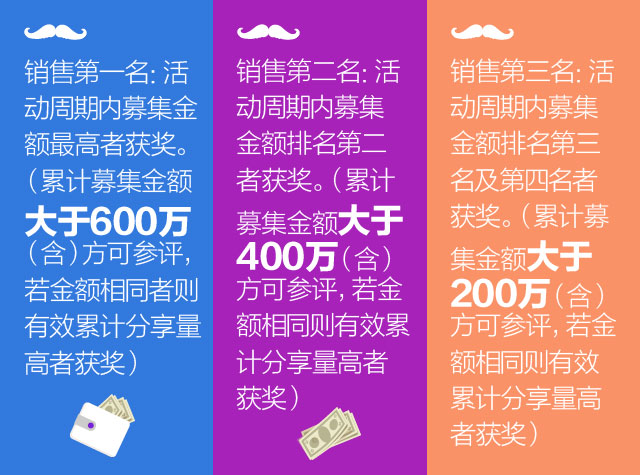 销售第一名：活
动周期内募集金
额最高者获奖。
（累计募集金额
大于600万
（含）方可参评，
若金额相同者则
有效累计分享量
高者获奖）
销售第二名：活
动周期内募集
金额排名第二
者获奖。（累计
募集金额大于
400万（含）
方可参评，若金
额相同则有效累
计分享量高者
获奖）
销售第三名：活
动周期内募集
金额排名第三
名及第四名者
获奖。（累计募
集金额大于
200万（含）
方可参评，若金
额相同则有效
累计分享量高
者获奖）